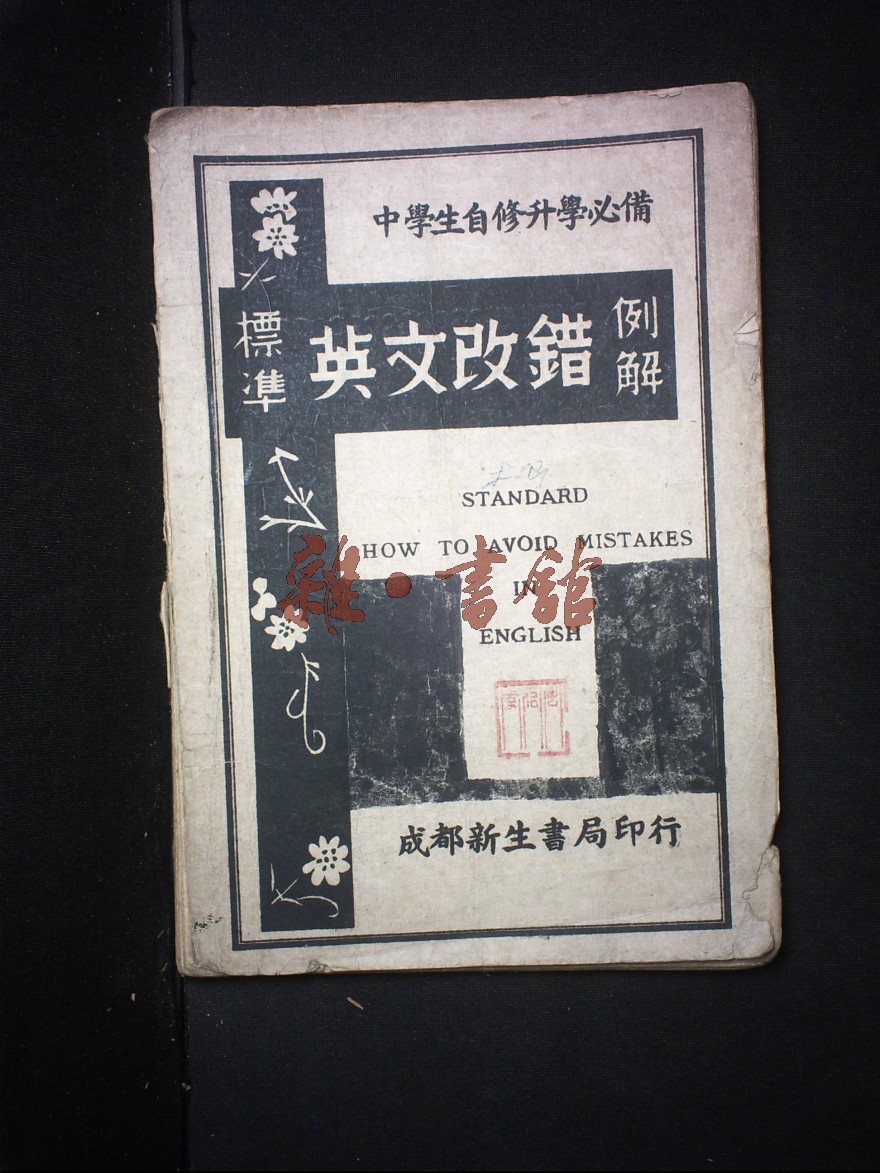 中學生自修升學必備
標準
英文改錯
例解
STANDARD
HOW TO AVOID MISTAKES
IN
ENGLISH
雜·書館
成都新生書局印行